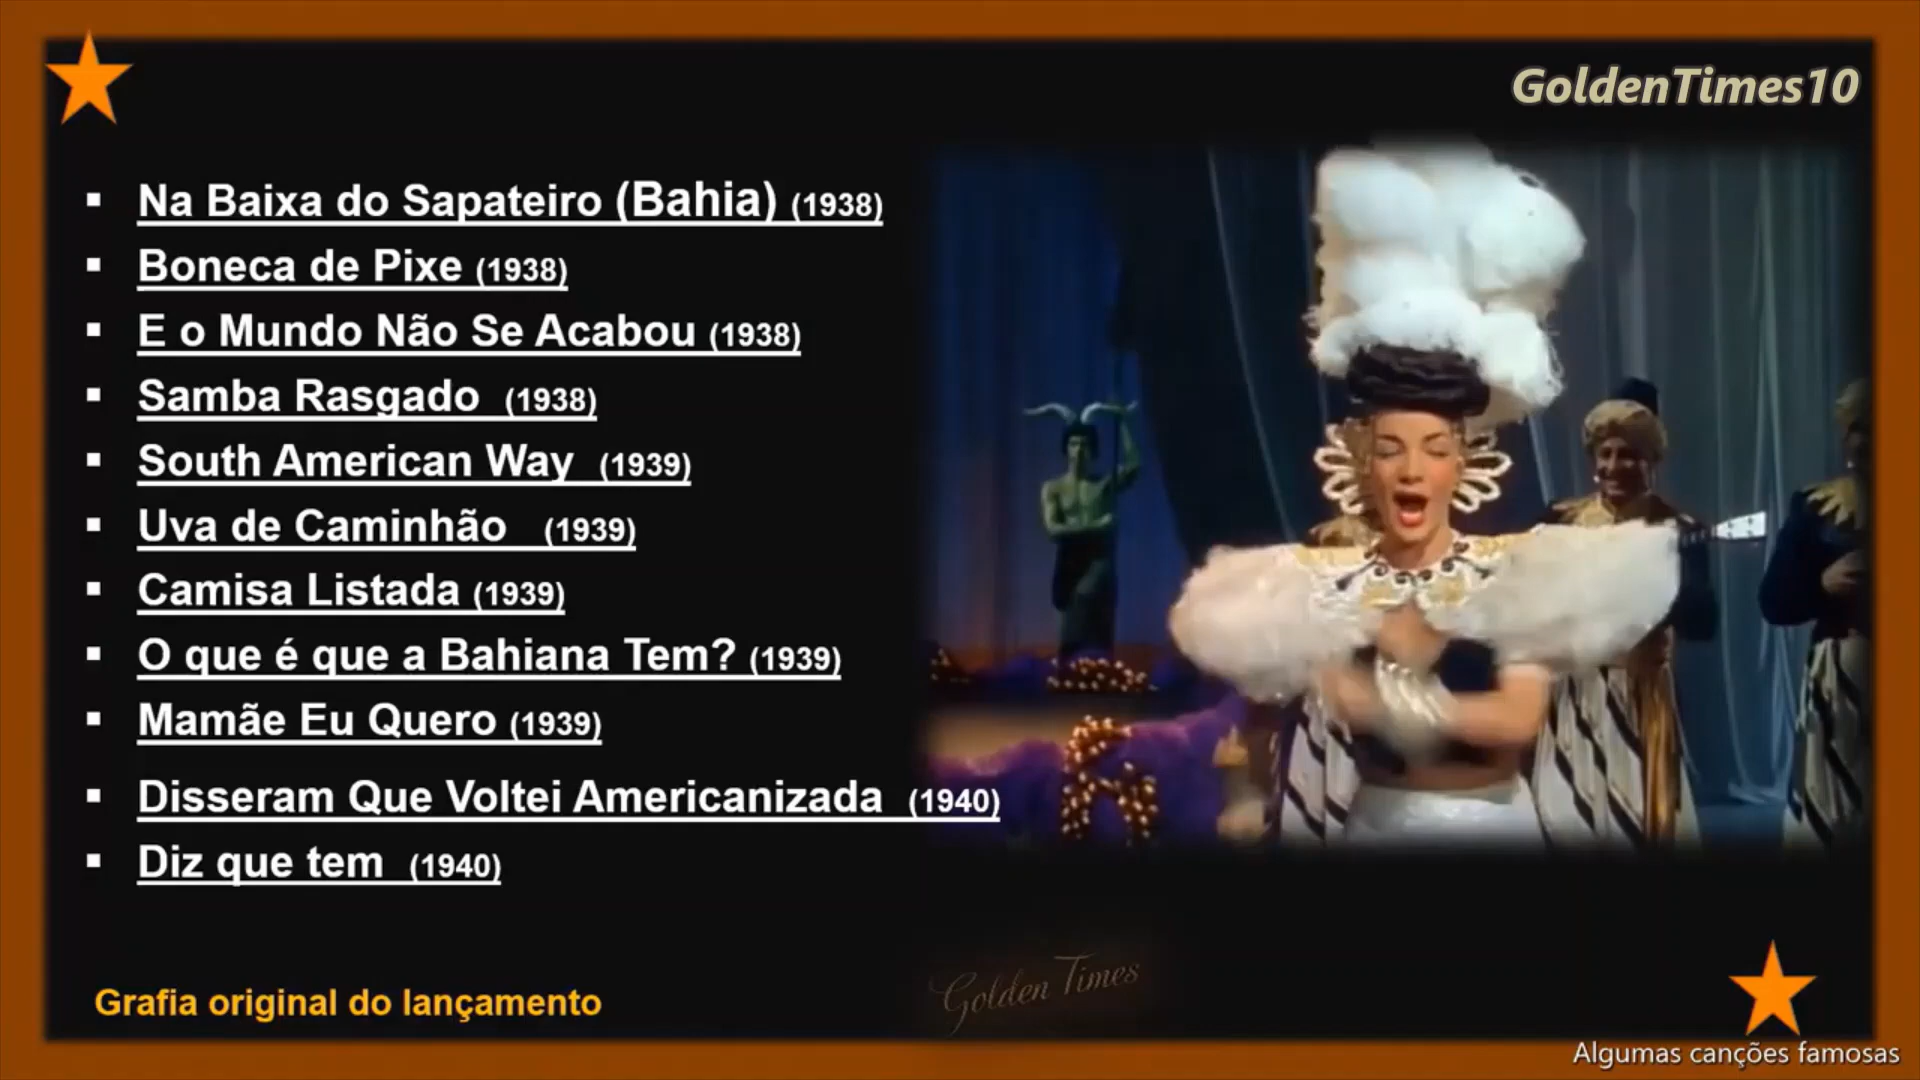 GoldenTimes10
Na Baixa do Sapateiro (Bahia) (1938)
Boneca de Pixe (1938)
E o Mundo Não Se Acabou (1938)
Samba Rasgado (1938)
South American Way (1939)
Uva de Caminhão (1939)
Camisa Listada (1939)
O que é que a Bahiana Tem? (1939)
Mamãe Eu Quero (1939)
Disseram Que Voltei Americanizada (1940)
Diz que tem (1940)
Golden Times
Grafia original do lançamento
Algumas canções famosas